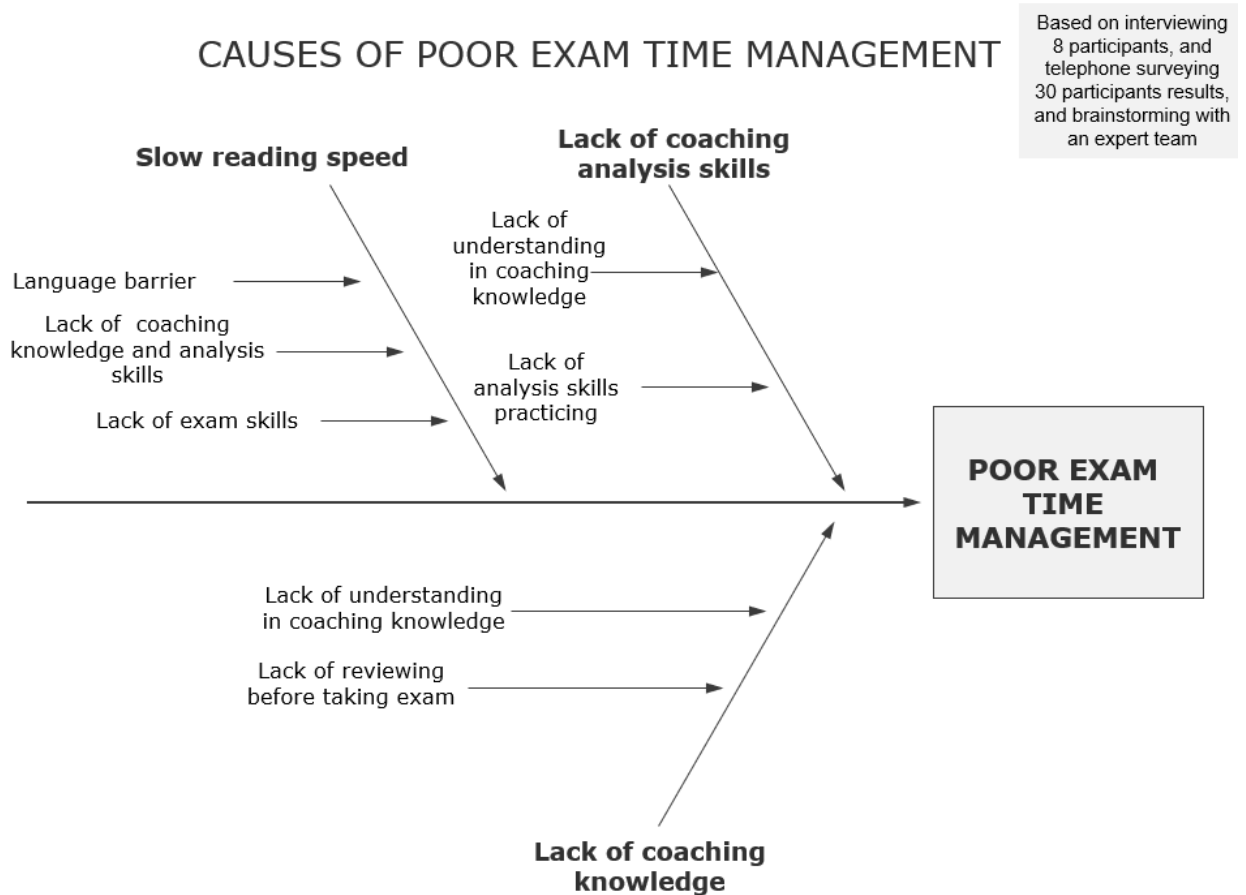 CAUSES OF POOR EXAM TIME MANAGEMENT
Based on interviewing
8 participants, and
telephone surveying
30 participants results,
and brainstorming with
an expert team
Slow reading speed
Lack of coaching
analysis skills
Language barrier
Lack of  coaching
knowledge and analysis
skills
Lack of exam skills
Lack of
understanding
in coaching
knowledge
Lack of
analysis skills
practicing
POOR EXAM
TIME
MANAGEMENT
Lack of understanding
in coaching knowledge
Lack of reviewing
before taking exam
Lack of coaching
knowledge